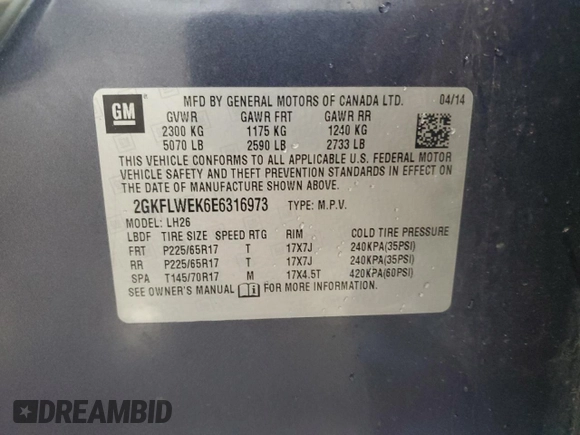 GM
MFD BY GENERAL MOTORS OF CANADA LTD. 04/14
GVWR GAWR FRT GAWR RR
2300 KG 1175 KG 1240 KG
5070 LB 2590 LB 2733 LB
THIS VEHICLE CONFORMS TO ALL APPLICABLE U.S. FEDERAL MOTOR
VEHICLE SAFETY AND THEFT PREVENTION STANDARDS IN EFFECT ON
THE DATE OF MANUFACTURE SHOWN ABOVE.
2GKFLWEK6E6316973 TYPE: M.P.V.
MODEL: LH26
LBDF TIRE SIZE SPEED RTG RIM COLD TIRE PRESSURE
FRT P225/65R17 T 17X7J 240KPA(35PSI)
RR P225/65R17 T 17X7J 240KPA(35PSI)
SPA T145/70R17 M 17X4.5T 420KPA(60PSI)
SEE OWNER'S MANUAL FOR MORE INFORMATION.
DREAMBID